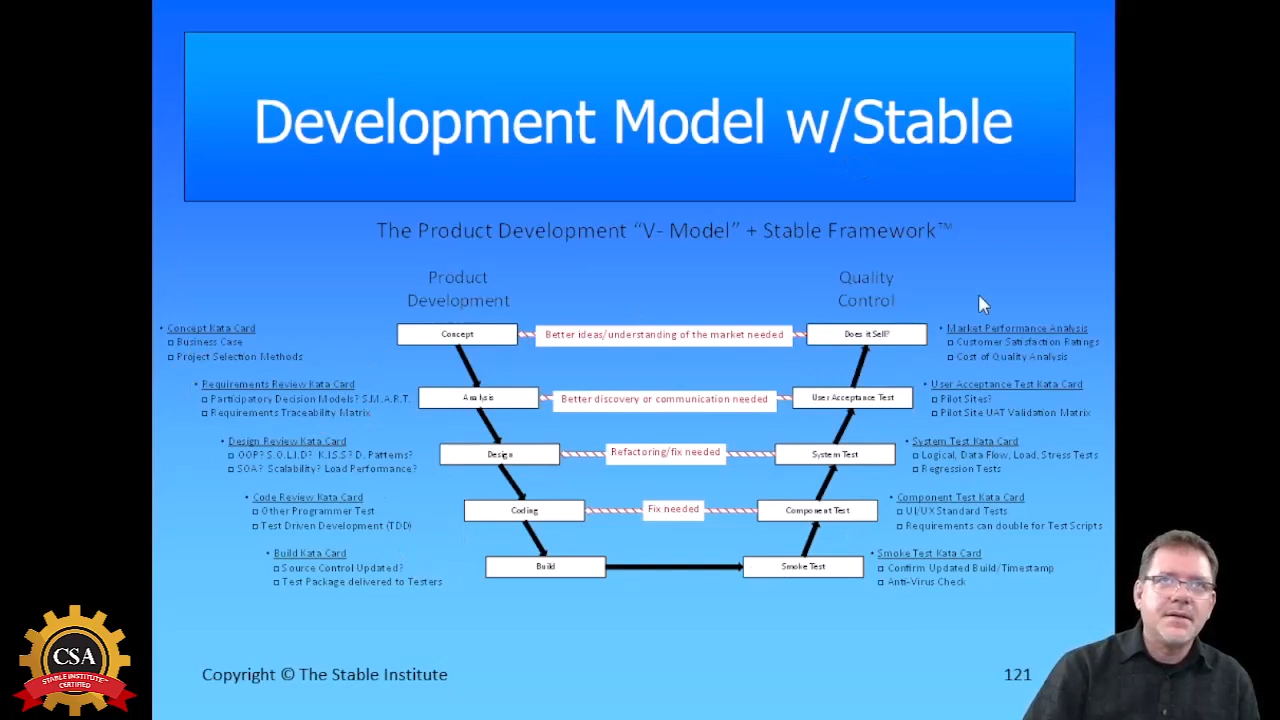 Development Model w/Stable
The Product Development “V- Model” + Stable Framework™
Product
Development
Quality
Control
• Concept Kata Card
Business Case
Project Selection Methods
Concept
Better ideas/understanding of the market needed
Does it Sell?
• Market Performance Analysis
Customer Satisfaction Ratings
Cost of Quality Analysis
• Requirements Review Kata Card
Participatory Decision Models? S.M.A.R.T.
Requirements Traceability Matrix
Analysis
Better discovery or communication needed
User Acceptance Test
• User Acceptance Test Kata Card
Pilot Sites?
Pilot Site UAT Validation Matrix
• Design Review Kata Card
OOP? S.O.L.I.D? K.I.S.S? D. Patterns?
SOA? Scalability? Load Performance?
Design
Refactoring/fix needed
System Test
• System Test Kata Card
Logical, Data Flow, Load, Stress Tests
Regression Tests
• Code Review Kata Card
Other Programmer Test
Test Driven Development (TDD)
Coding
Fix needed
Component Test
• Component Test Kata Card
UI/UX Standard Tests
Requirements can double for Test Scripts
• Build Kata Card
Source Control Updated?
Test Package delivered to Testers
Build
Smoke Test
• Smoke Test Kata Card
Confirm Updated Build/Timestamp
Anti-Virus Check
CSA
STABLE INSTITUTE™
CERTIFIED
Copyright © The Stable Institute
121